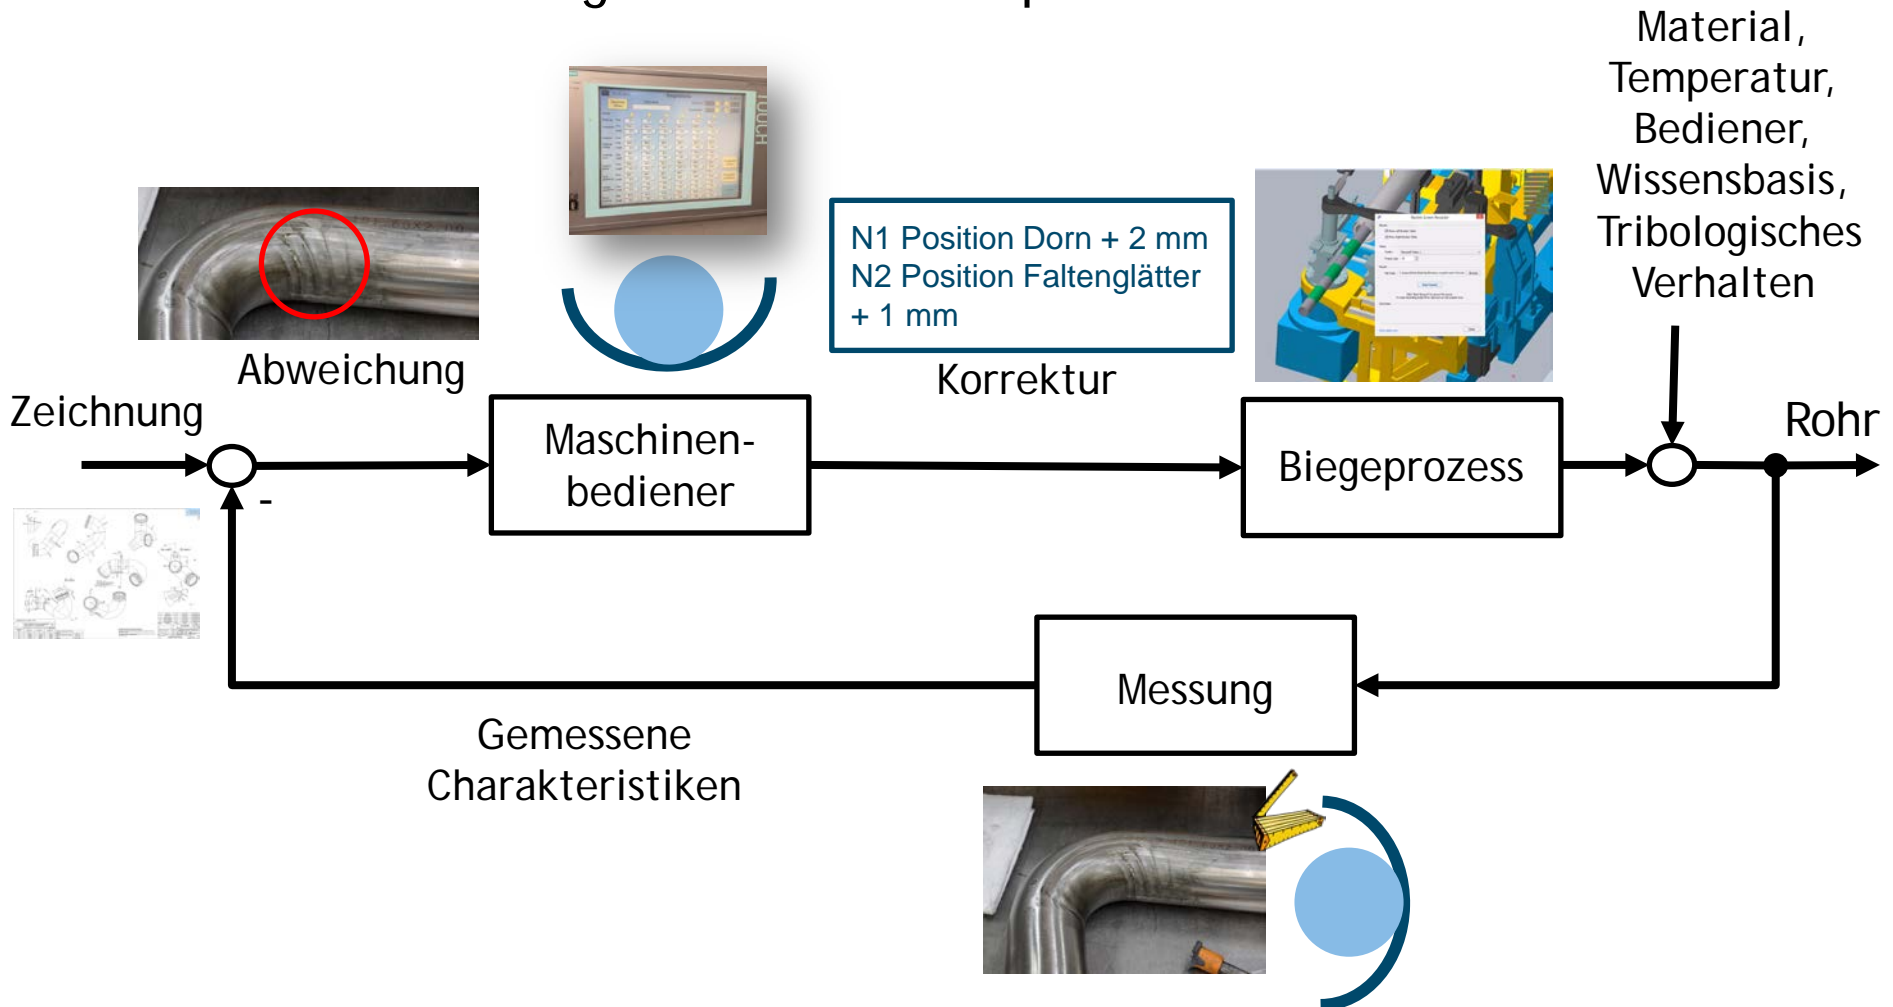 Material,
Temperatur,
Bediener,
Wissensbasis,
Tribologisches
Verhalten
TOUCH
N1 Position Dorn + 2 mm
N2 Position Faltenglätter
+ 1 mm
Abweichung
Korrektur
Zeichnung
Rohr
Maschinen-
bediener
Biegeprozess
-
Messung
Gemessene
Charakteristiken